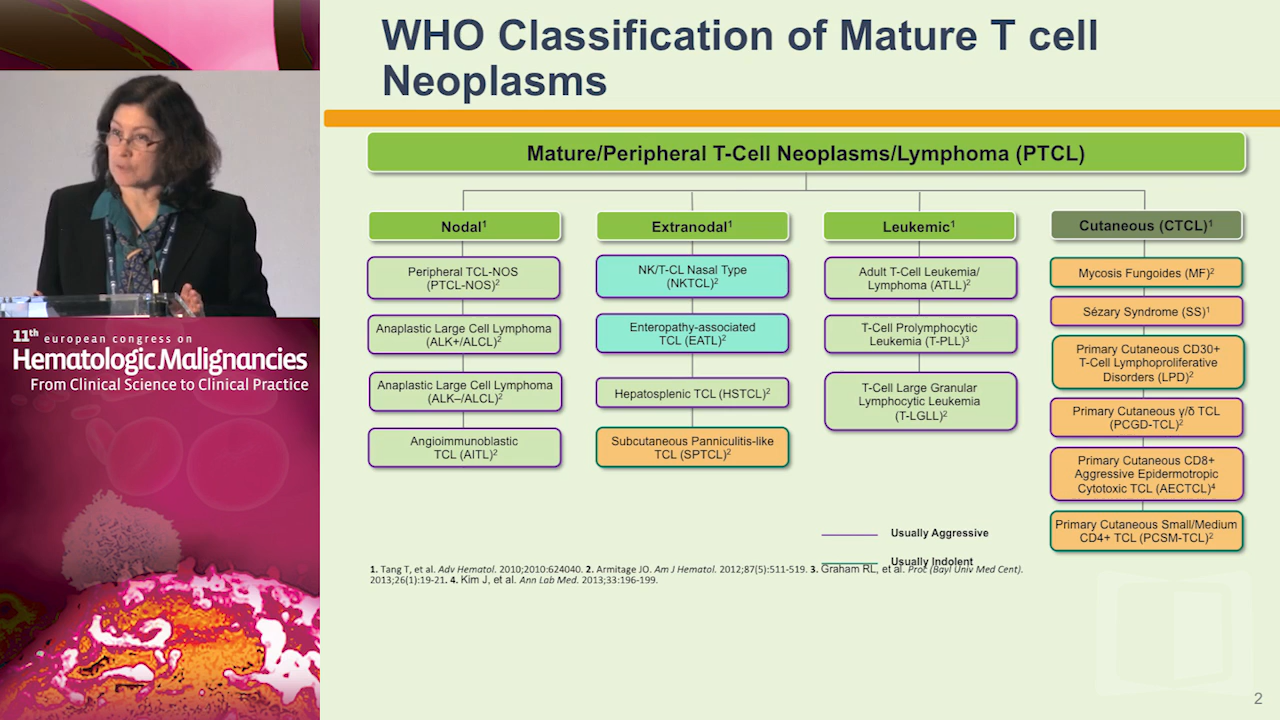 WHO Classification of Mature T cell
Neoplasms
Mature/Peripheral T-Cell Neoplasms/Lymphoma (PTCL)
Nodal¹
Peripheral TCL-NOS
(PTCL-NOS)²
Anaplastic Large Cell Lymphoma
(ALK+/ALCL)²
Anaplastic Large Cell Lymphoma
(ALK–/ALCL)²
Angioimmunoblastic
TCL (AITL)²
Extranodal¹
NK/T-CL Nasal Type
(NKTCL)²
Enteropathy-associated
TCL (EATL)²
Hepatosplenic TCL (HSTCL)²
Subcutaneous Panniculitis-like
TCL (SPTCL)²
Leukemic¹
Adult T-Cell Leukemia/
Lymphoma (ATLL)²
T-Cell Prolymphocytic
Leukemia (T-PLL)³
T-Cell Large Granular
Lymphocytic Leukemia
(T-LGLL)²
Cutaneous (CTCL)¹
Mycosis Fungoides (MF)²
Sézary Syndrome (SS)¹
Primary Cutaneous CD30+
T-Cell Lymphoproliferative
Disorders (LPD)²
Primary Cutaneous γ/δ TCL
(PCGD-TCL)²
Primary Cutaneous CD8+
Aggressive Epidermotropic
Cytotoxic TCL (AECTCL)⁴
Primary Cutaneous Small/Medium
CD4+ TCL (PCSM-TCL)²
Usually Aggressive
Usually Indolent
1. Tang T, et al. Adv Hematol. 2010;2010:624040. 2. Armitage JO. Am J Hematol. 2012;87(5):511-519. 3. Graham RL, et al. Proc (Bayl Univ Med Cent).
2013;26(1):19-21. 4. Kim J, et al. Ann Lab Med. 2013;33:196-199.
2
11th european congress on
Hematologic Malignancies
From Clinical Science to Clinical Practice